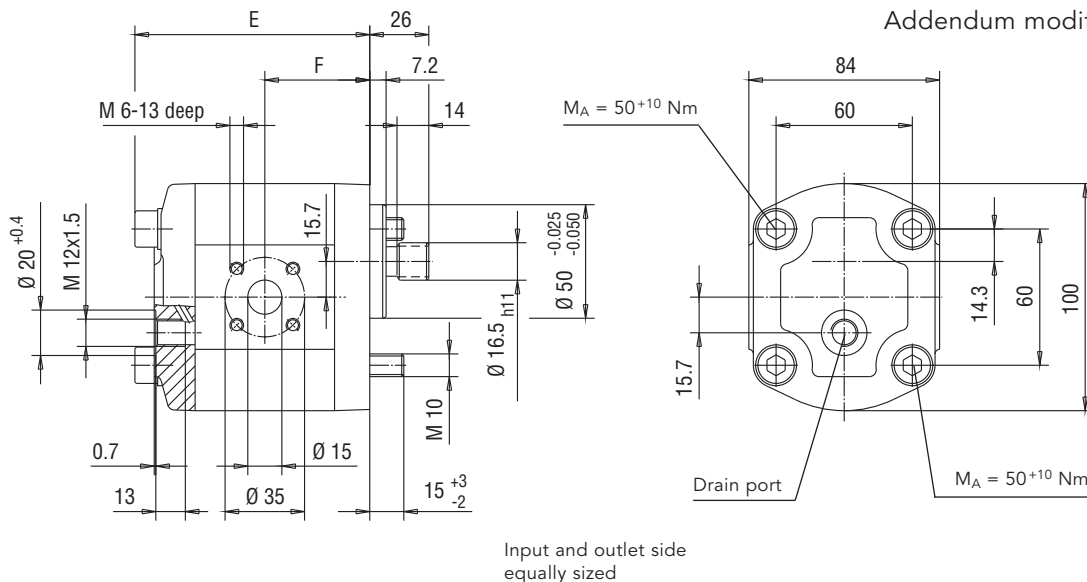 E
26
Addendum modif
F
7.2
84
M 6-13 deep
14
M_A = 50⁺¹⁰ Nm
60
15.7
Ø 20 +0.4
M 12x1.5
Ø 50 -0.025 -0.050
Ø 16.5 h11
14.3
60
100
15.7
M 10
0.7
Ø 15
13
Ø 35
15 +3 -2
Drain port
M_A = 50⁺¹⁰ Nm
Input and outlet side
equally sized